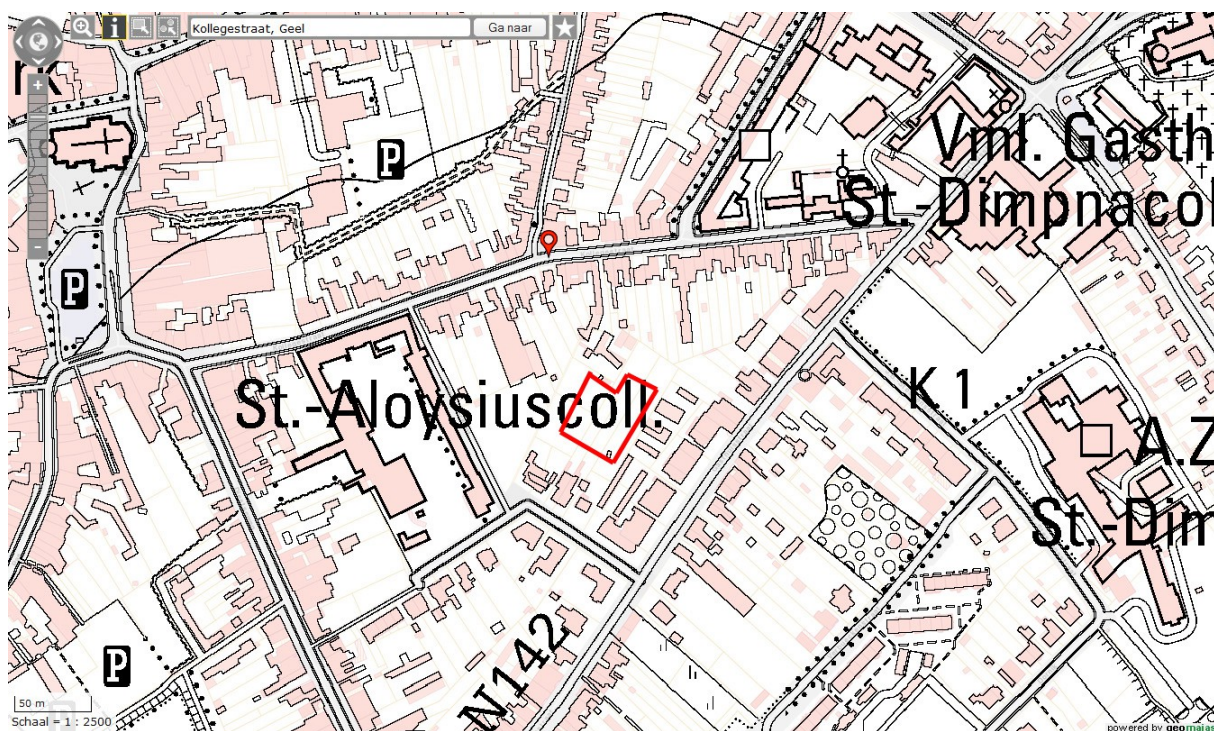 Kollegestraat, Geel
Ga naar
rk
P
Vml. Gasth
St.-Dimpnacol
P
St.-Aloysiuscoll.
K 1
A.Z
St.-Dim
N142
P
50 m
Schaal = 1 : 2500
powered by geomajas